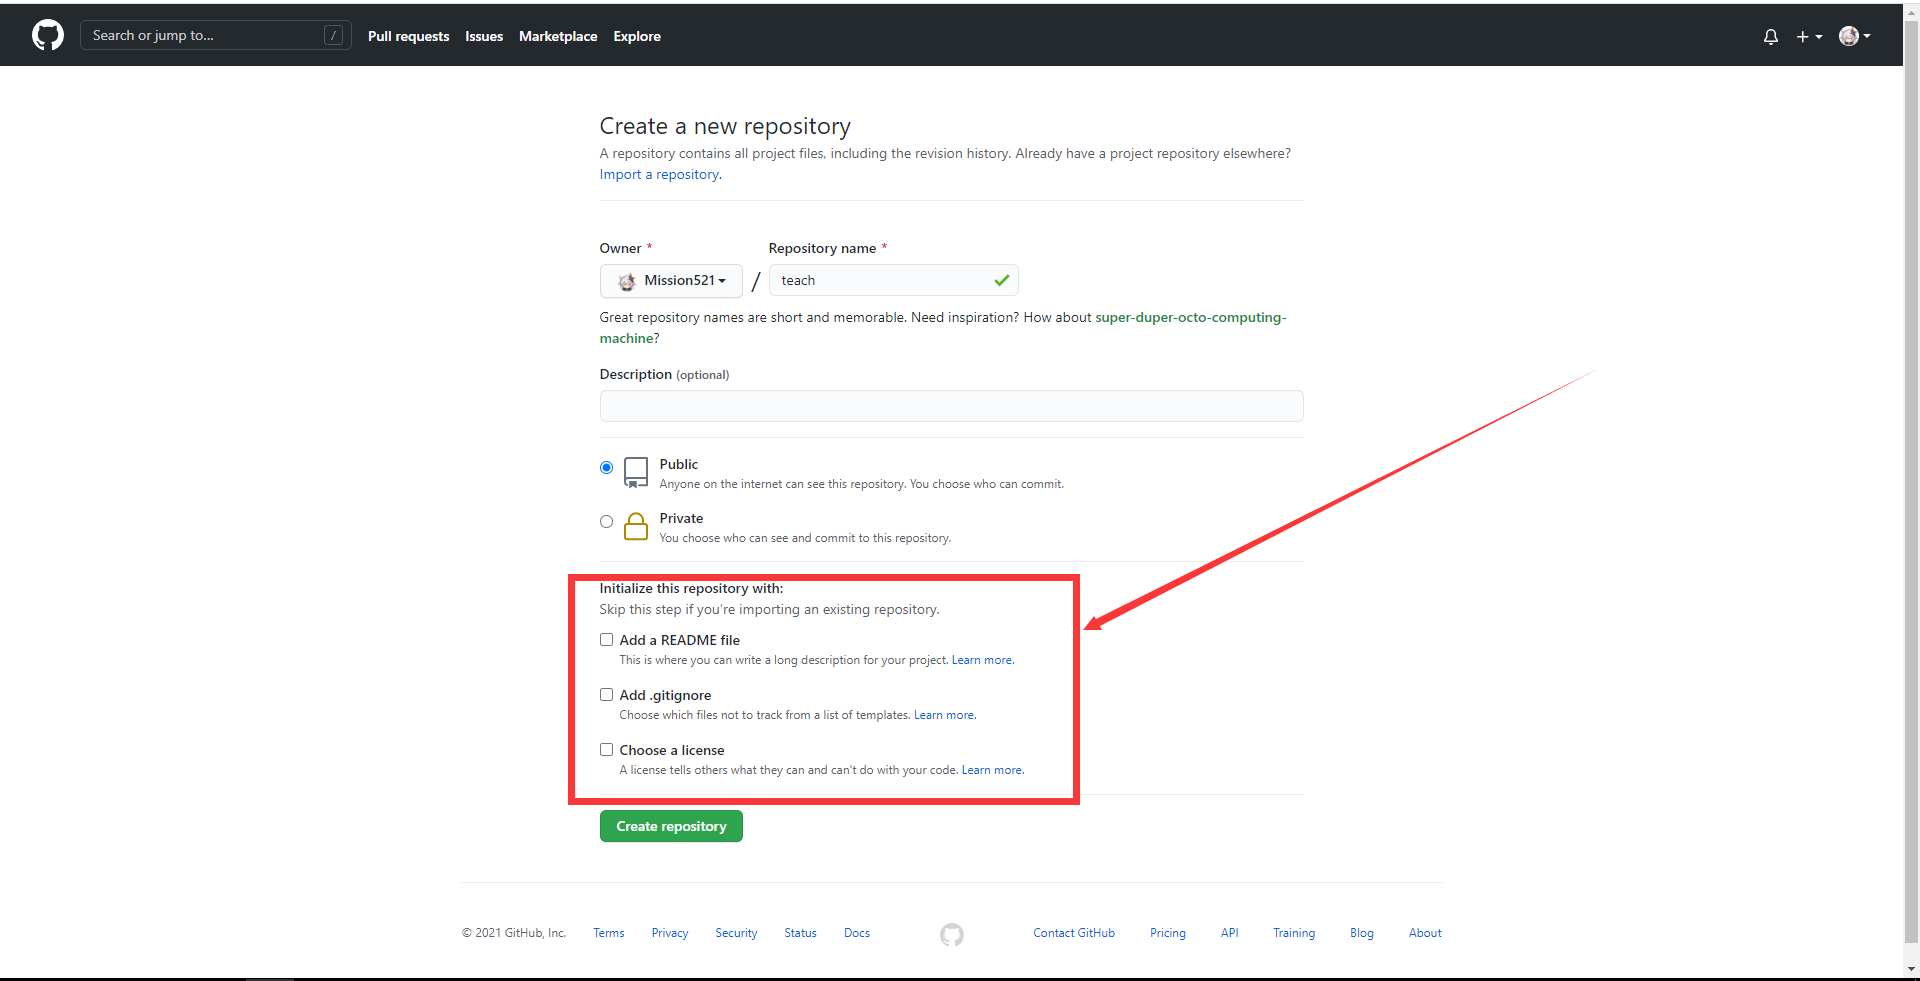 Search or jump to... / Pull requests Issues Marketplace Explore
Create a new repository
A repository contains all project files, including the revision history. Already have a project repository elsewhere?
Import a repository.
Owner * Repository name *
Mission521 / teach
Great repository names are short and memorable. Need inspiration? How about super-duper-octo-computing-
machine?
Description (optional)
Public
Anyone on the internet can see this repository. You choose who can commit.
Private
You choose who can see and commit to this repository.
Initialize this repository with:
Skip this step if you're importing an existing repository.
Add a README file
This is where you can write a long description for your project. Learn more.
Add .gitignore
Choose which files not to track from a list of templates. Learn more.
Choose a license
A license tells others what they can and can't do with your code. Learn more.
Create repository
© 2021 GitHub, Inc. Terms Privacy Security Status Docs Contact GitHub Pricing API Training Blog About